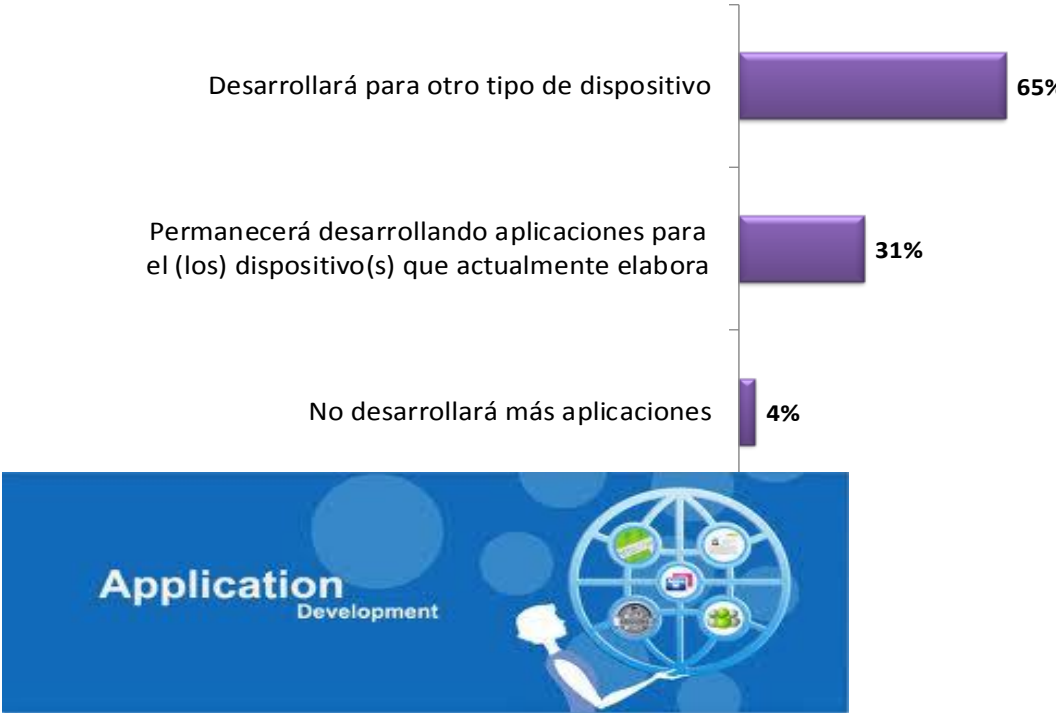 Desarrollará para otro tipo de dispositivo
65%
Permanecerá desarrollando aplicaciones para
el (los) dispositivo(s) que actualmente elabora
31%
No desarrollará más aplicaciones
4%
Application
Development